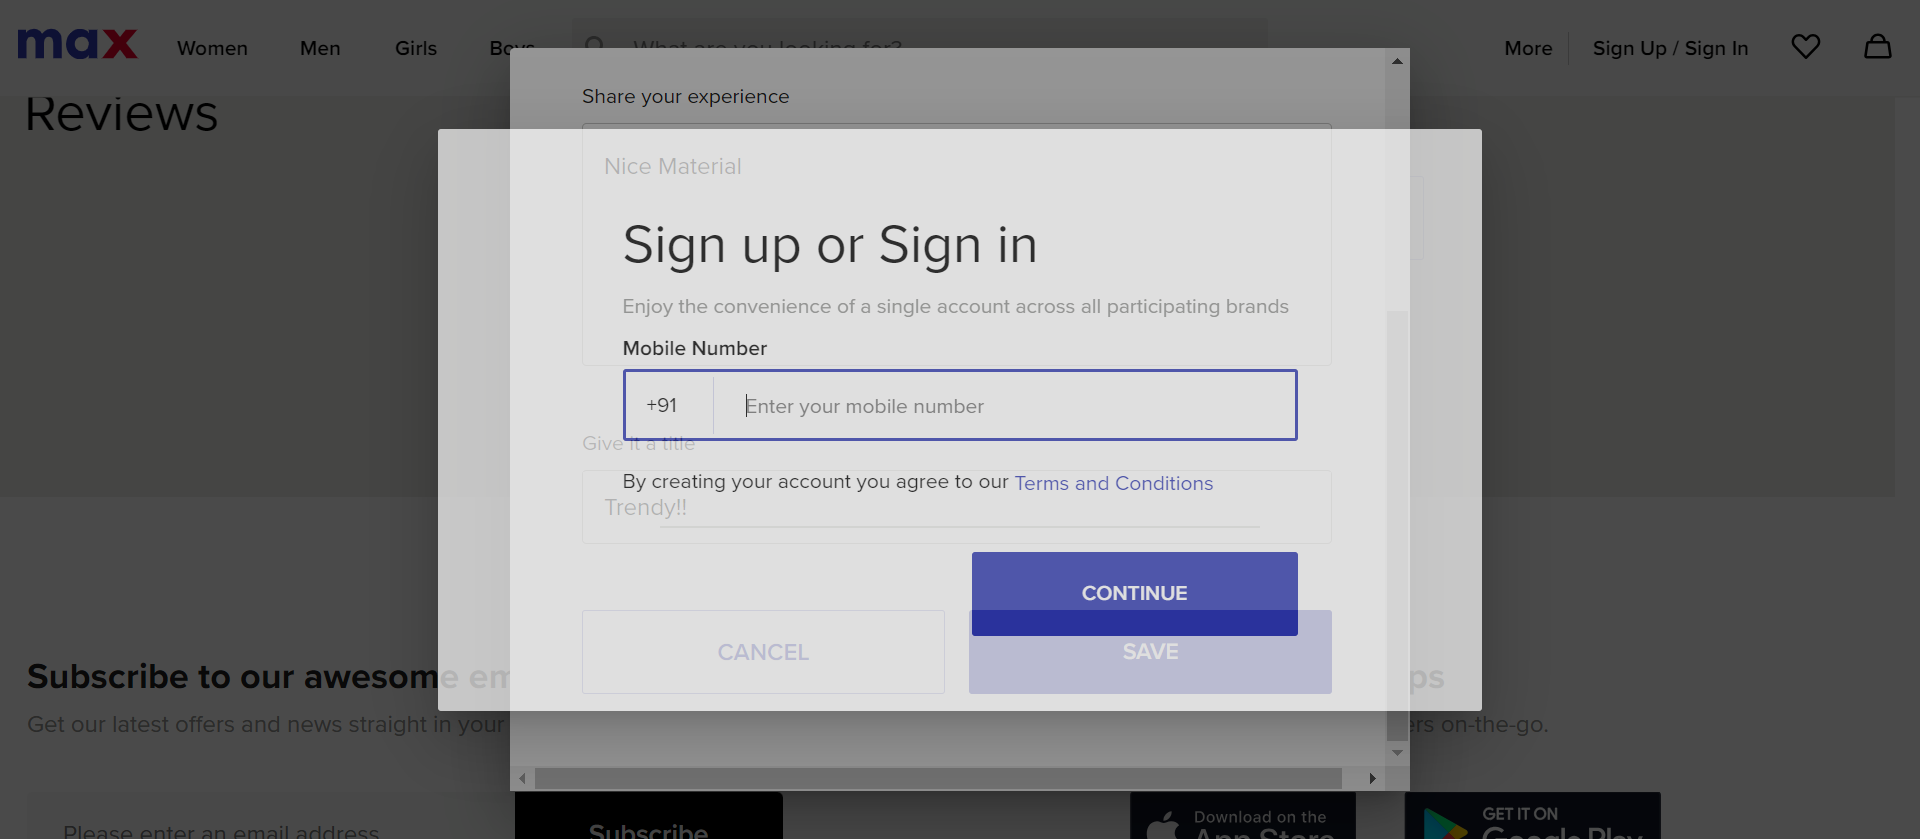 max
Women
Men
Girls
Boys
What are you looking for?
More
Sign Up / Sign In
Reviews
Share your experience
Nice Material
Sign up or Sign in
Enjoy the convenience of a single account across all participating brands
Mobile Number
+91
Enter your mobile number
Give it a title
By creating your account you agree to our Terms and Conditions
Trendy!!
CONTINUE
CANCEL
SAVE
Subscribe to our awesome em
ps
Get our latest offers and news straight in your
ers on-the-go.
Please enter an email address
Subscribe
Download on the
App Store
GET IT ON
Google Play